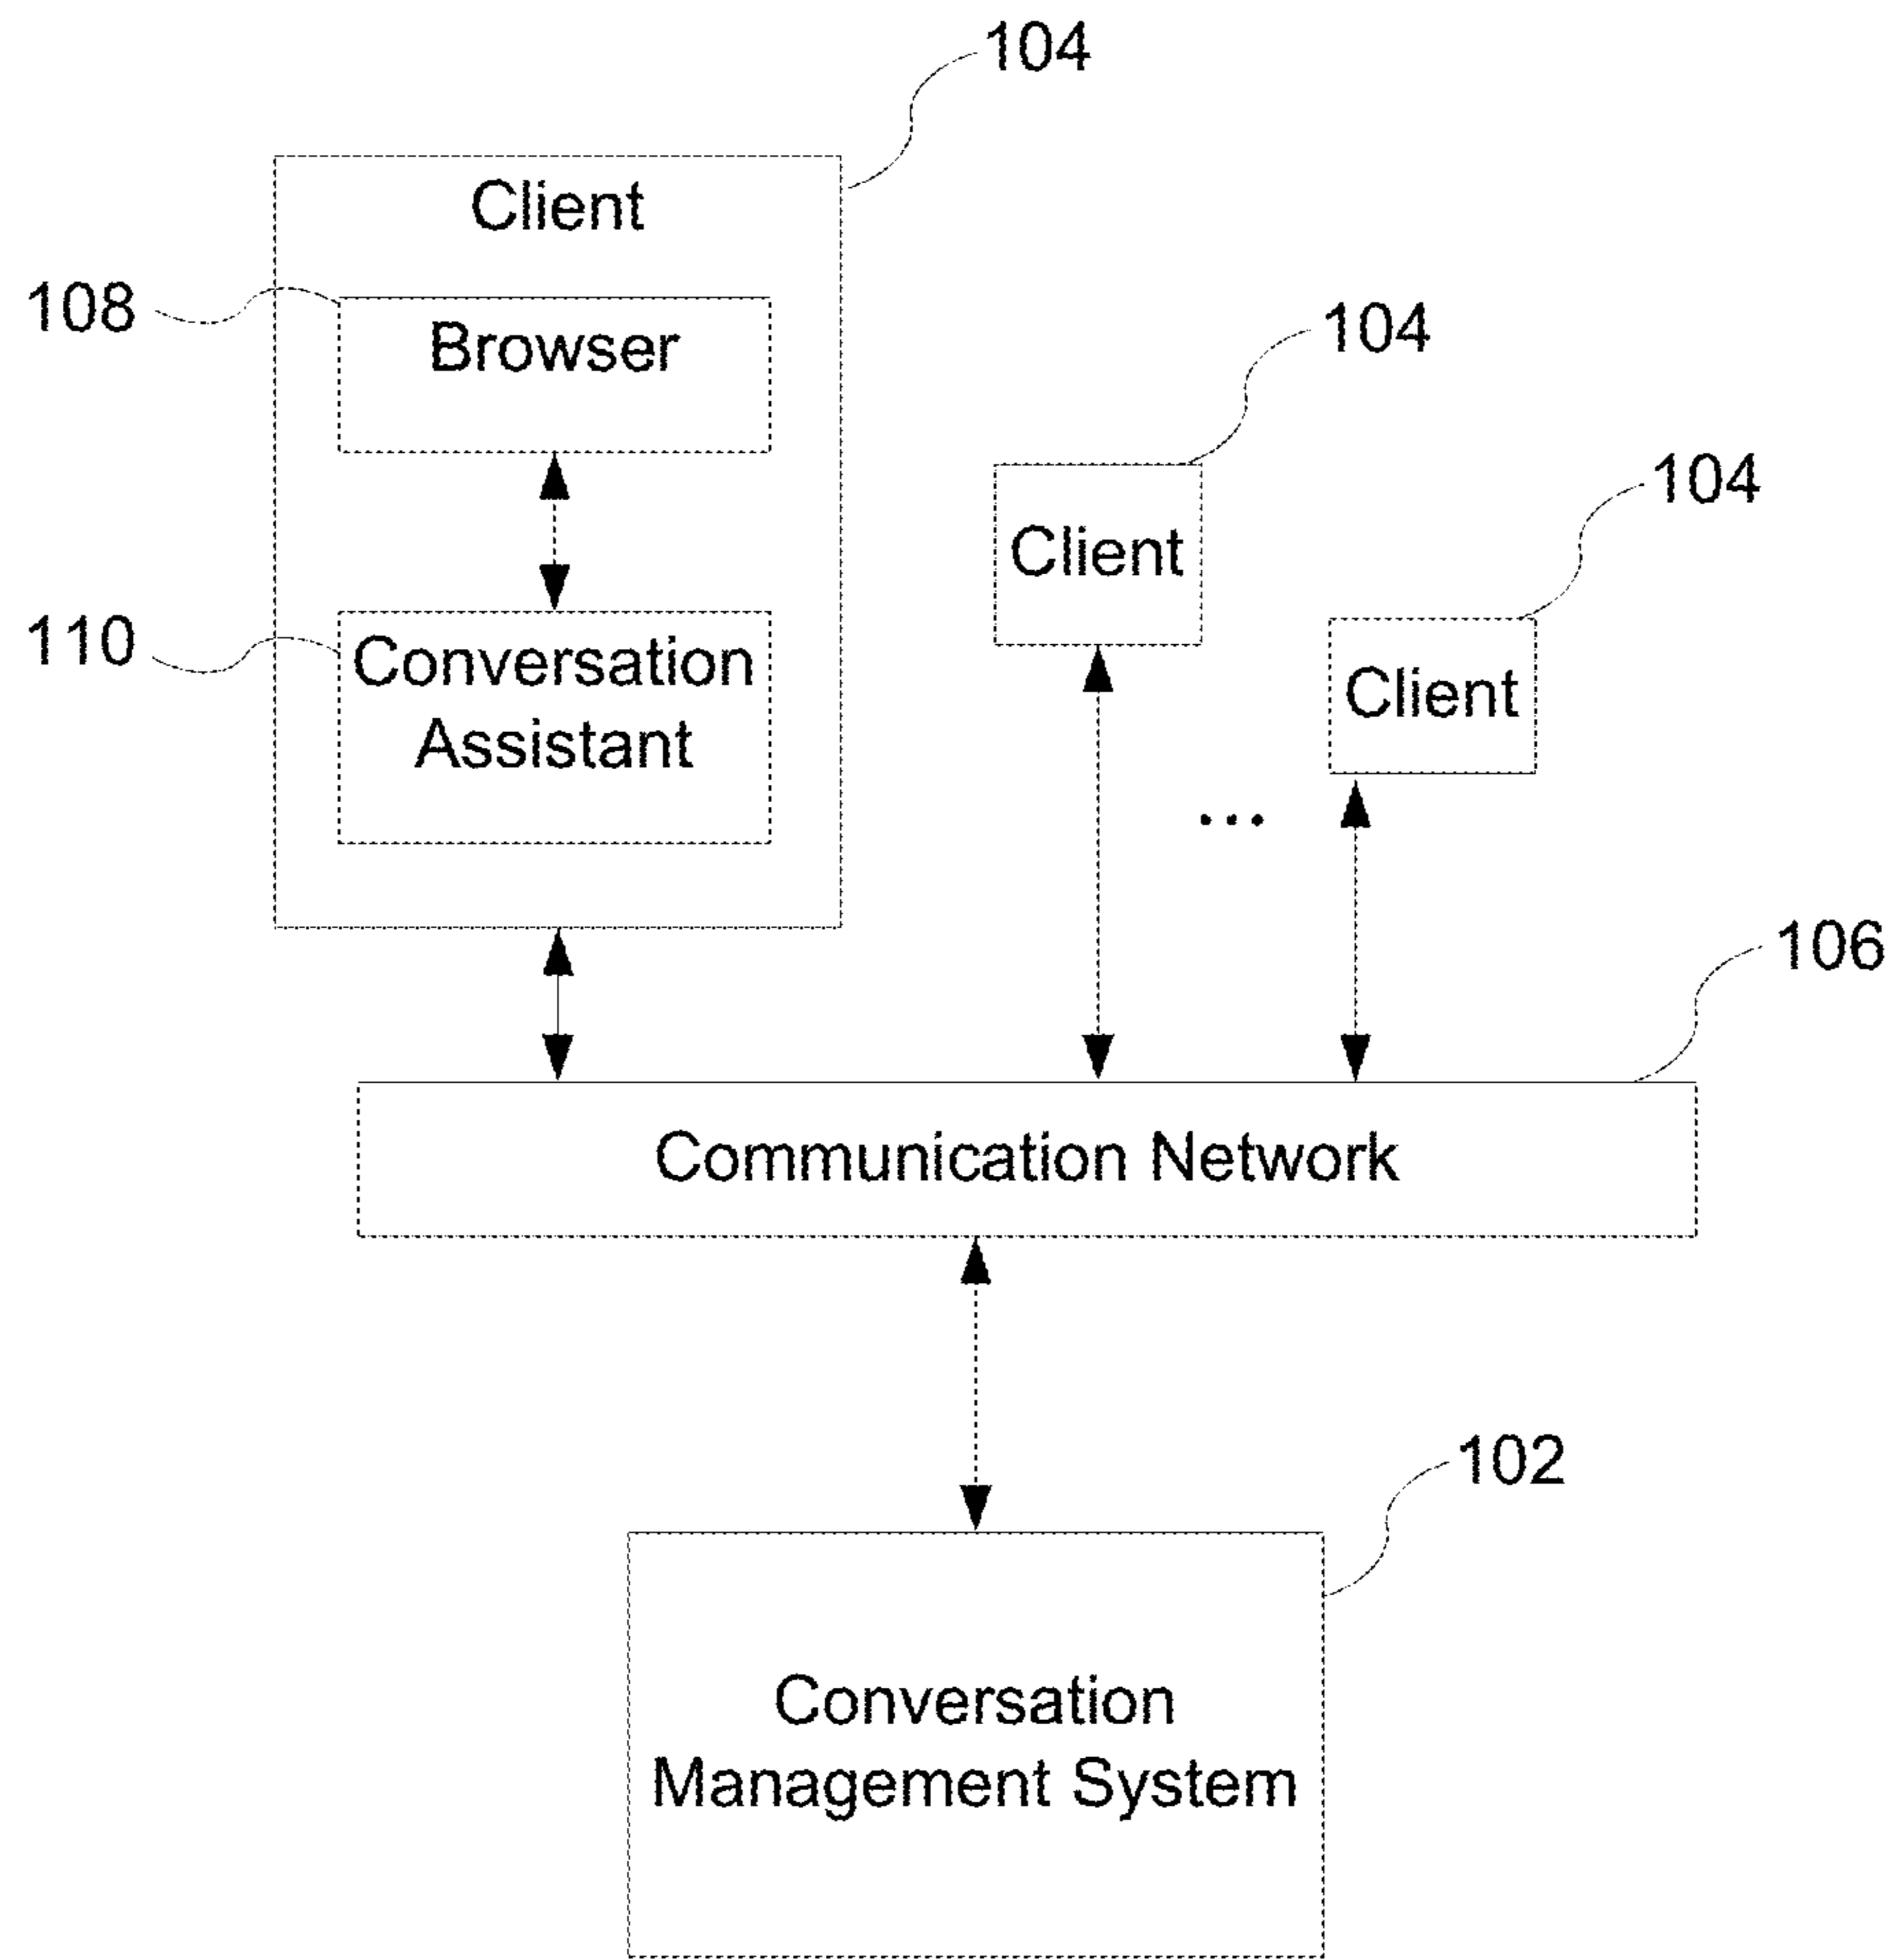 104
Client
108
Browser
104
104
Client
110
Conversation
Assistant
Client
...
106
Communication Network
102
Conversation
Management System